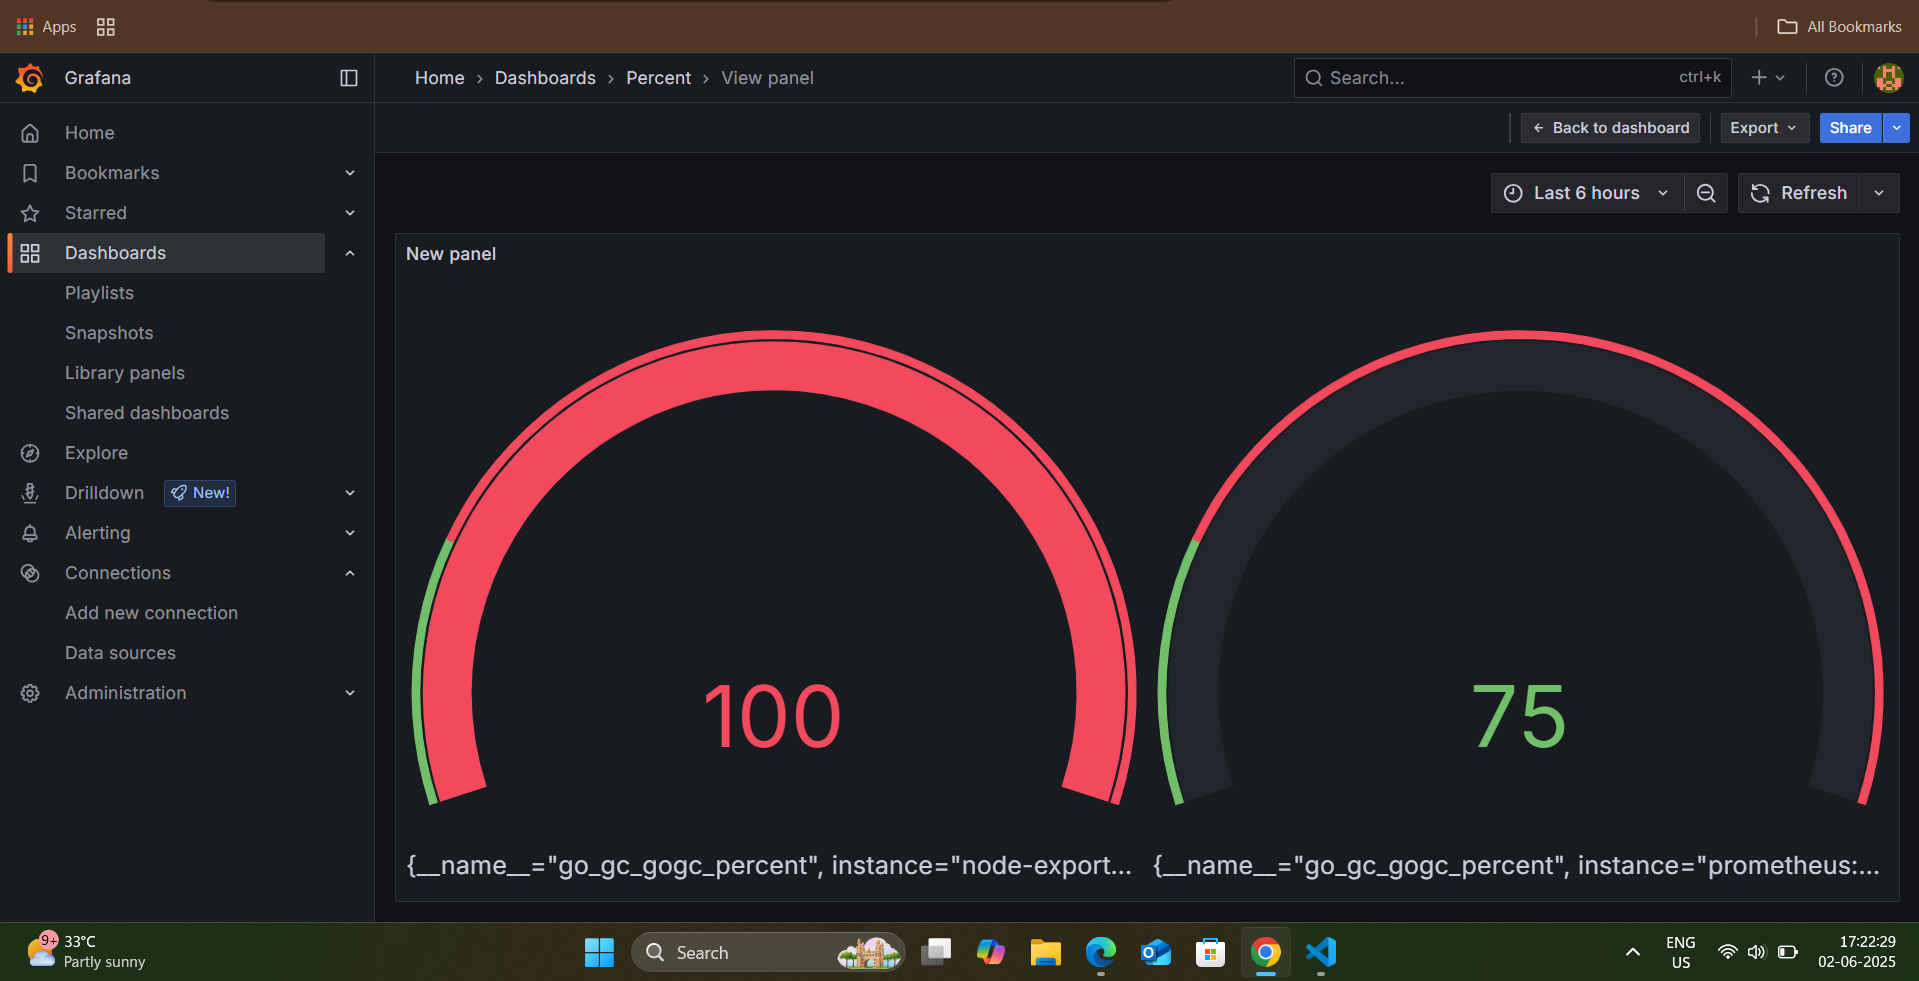 Apps
All Bookmarks
Grafana
Home › Dashboards › Percent › View panel
Search...
ctrl+k
Back to dashboard
Export
Share
Last 6 hours
Refresh
Home
Bookmarks
Starred
Dashboards
Playlists
Snapshots
Library panels
Shared dashboards
Explore
Drilldown
New!
Alerting
Connections
Add new connection
Data sources
Administration
New panel
100
75
{__name__="go_gc_gogc_percent", instance="node-export...
{__name__="go_gc_gogc_percent", instance="prometheus:...
9+
33°C
Partly sunny
Search
ENG
US
17:22:29
02-06-2025